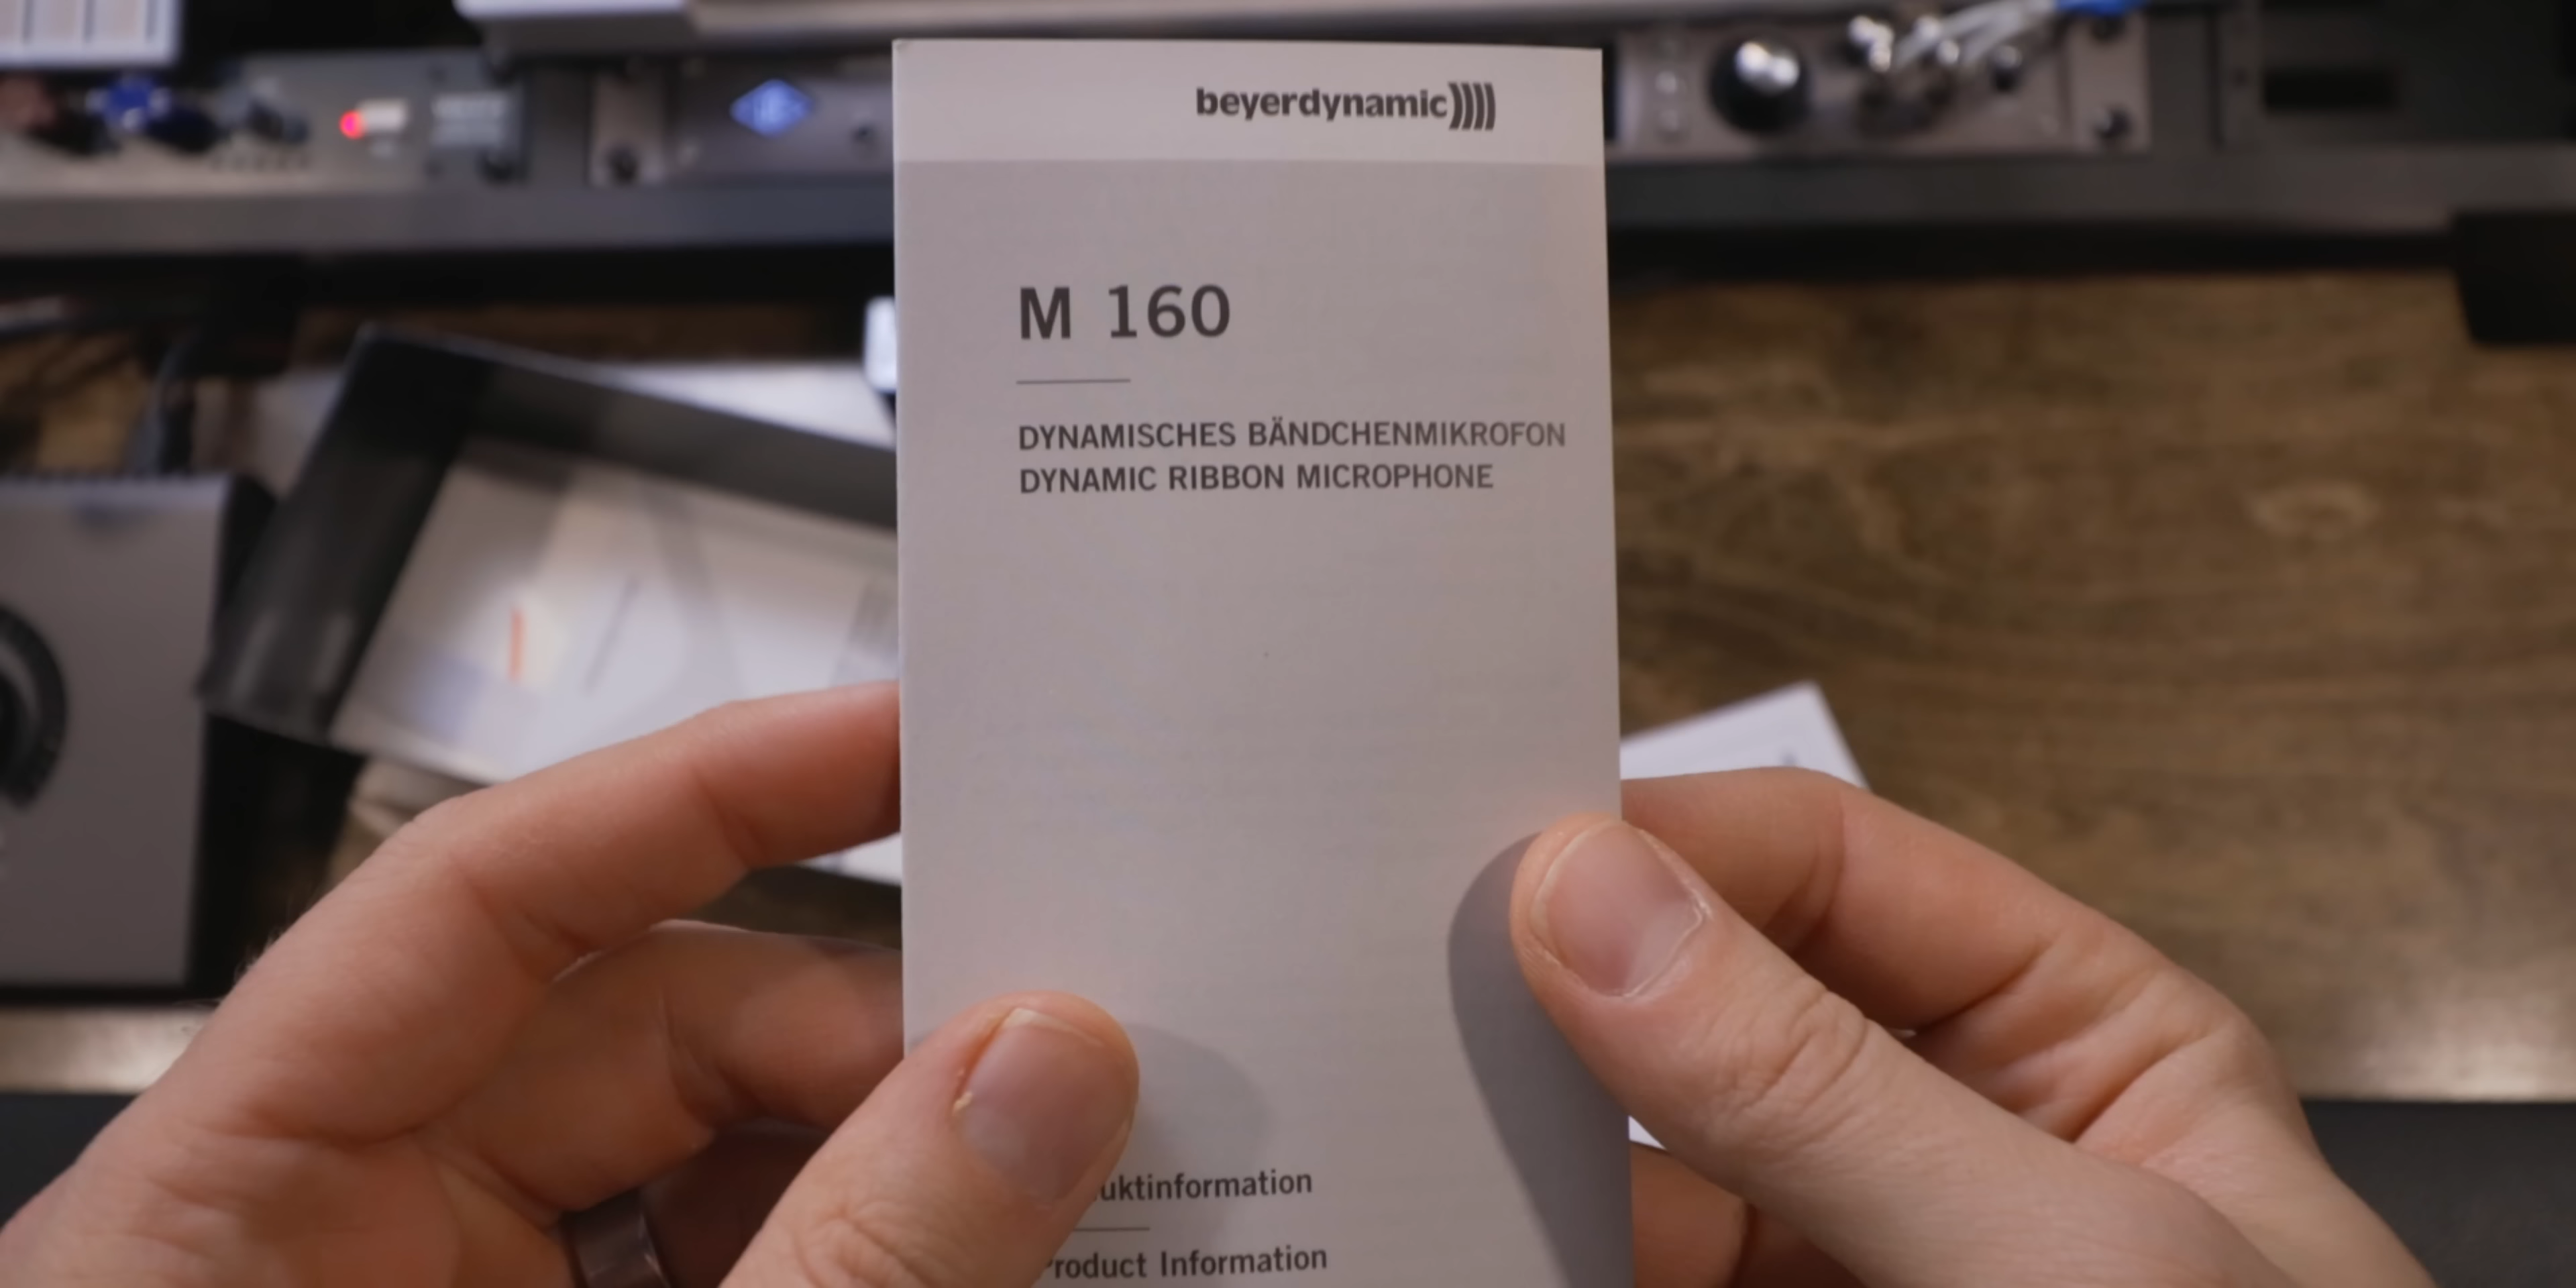 beyerdynamic
M 160
DYNAMISCHES BÄNDCHENMIKROFON
DYNAMIC RIBBON MICROPHONE
uktinformation
roduct Information